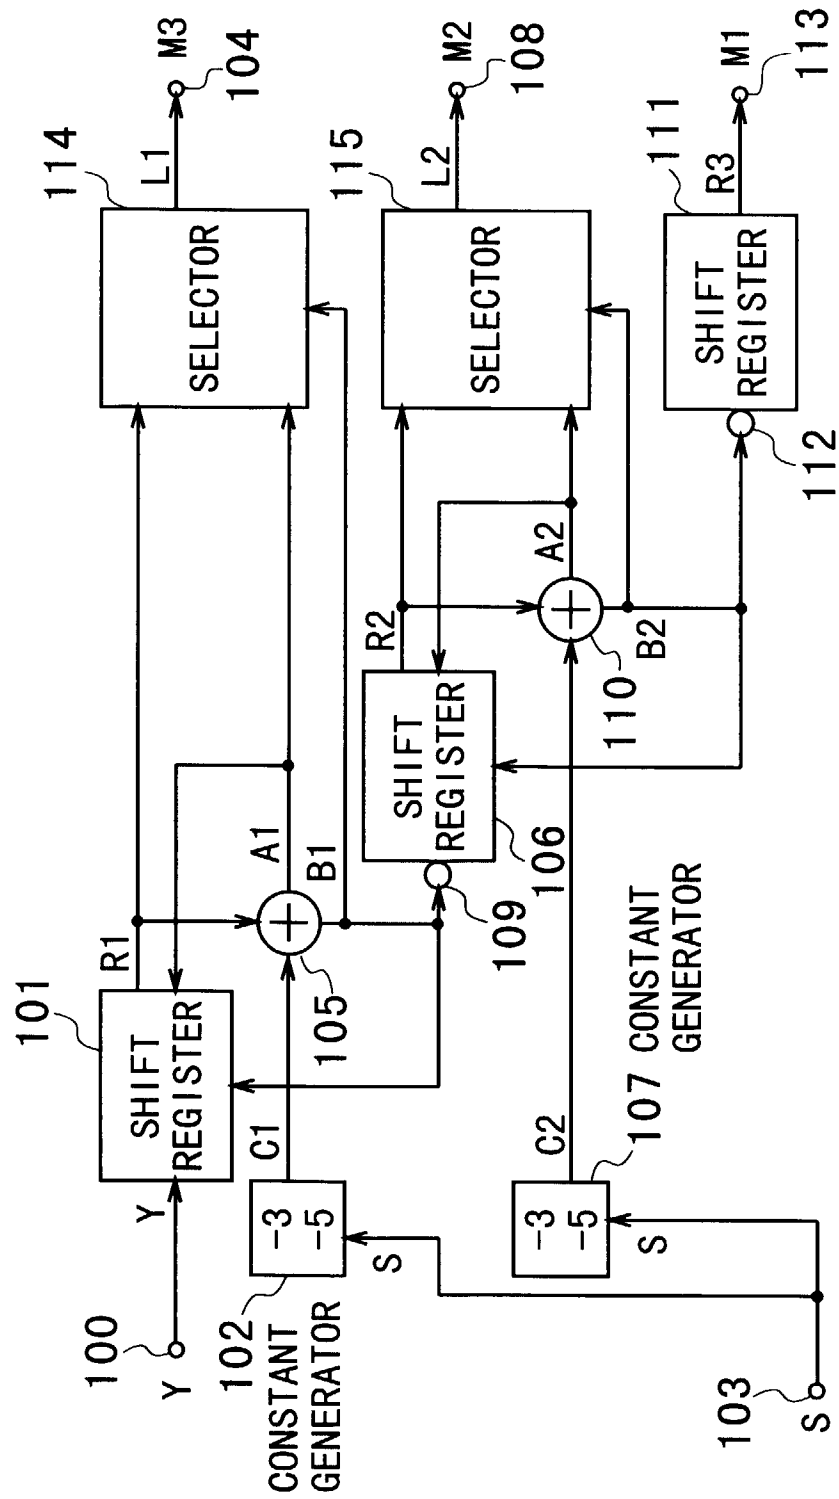 100
Y
Y
101
SHIFT
REGISTER
R1
114
SELECTOR
L1
M3
104
102
CONSTANT
GENERATOR
-3
-5
S
C1
105
A1
B1
109
SHIFT
REGISTER
106
R2
115
SELECTOR
L2
M2
108
103
S
S
-3
-5
107 CONSTANT
GENERATOR
C2
110
A2
B2
112
SHIFT
REGISTER
111
R3
M1
113